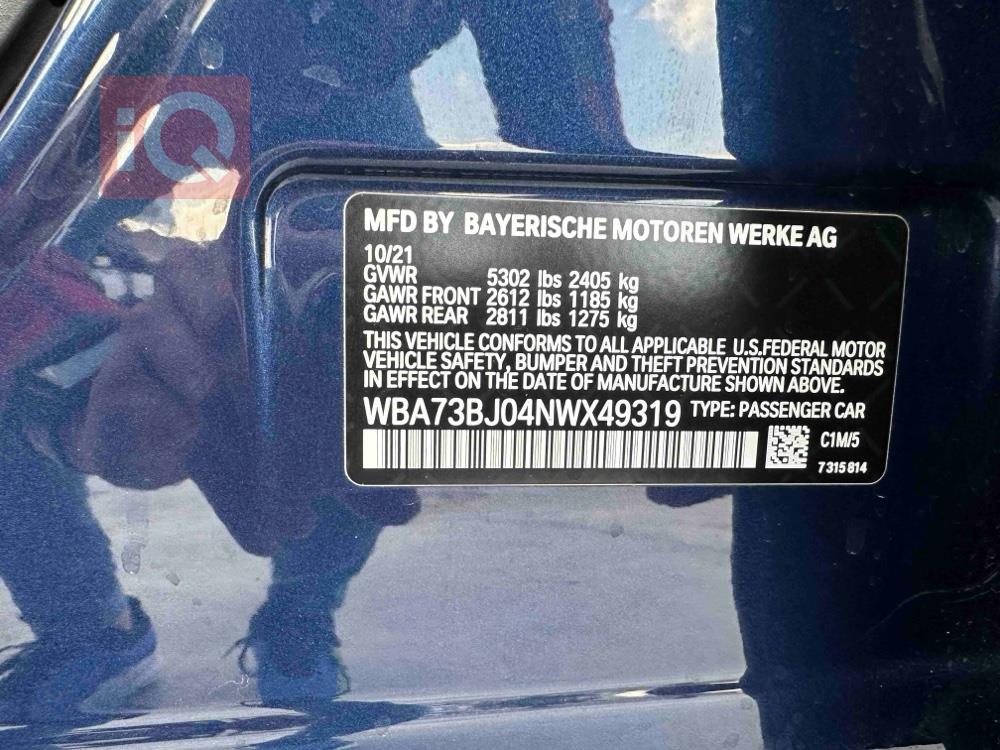 iQ
MFD BY BAYERISCHE MOTOREN WERKE AG
10/21
GVWR 5302 lbs 2405 kg
GAWR FRONT 2612 lbs 1185 kg
GAWR REAR 2811 lbs 1275 kg
THIS VEHICLE CONFORMS TO ALL APPLICABLE U.S.FEDERAL MOTOR
VEHICLE SAFETY, BUMPER AND THEFT PREVENTION STANDARDS
IN EFFECT ON THE DATE OF MANUFACTURE SHOWN ABOVE.
WBA73BJ04NWX49319 TYPE: PASSENGER CAR
C1M/5
7315814